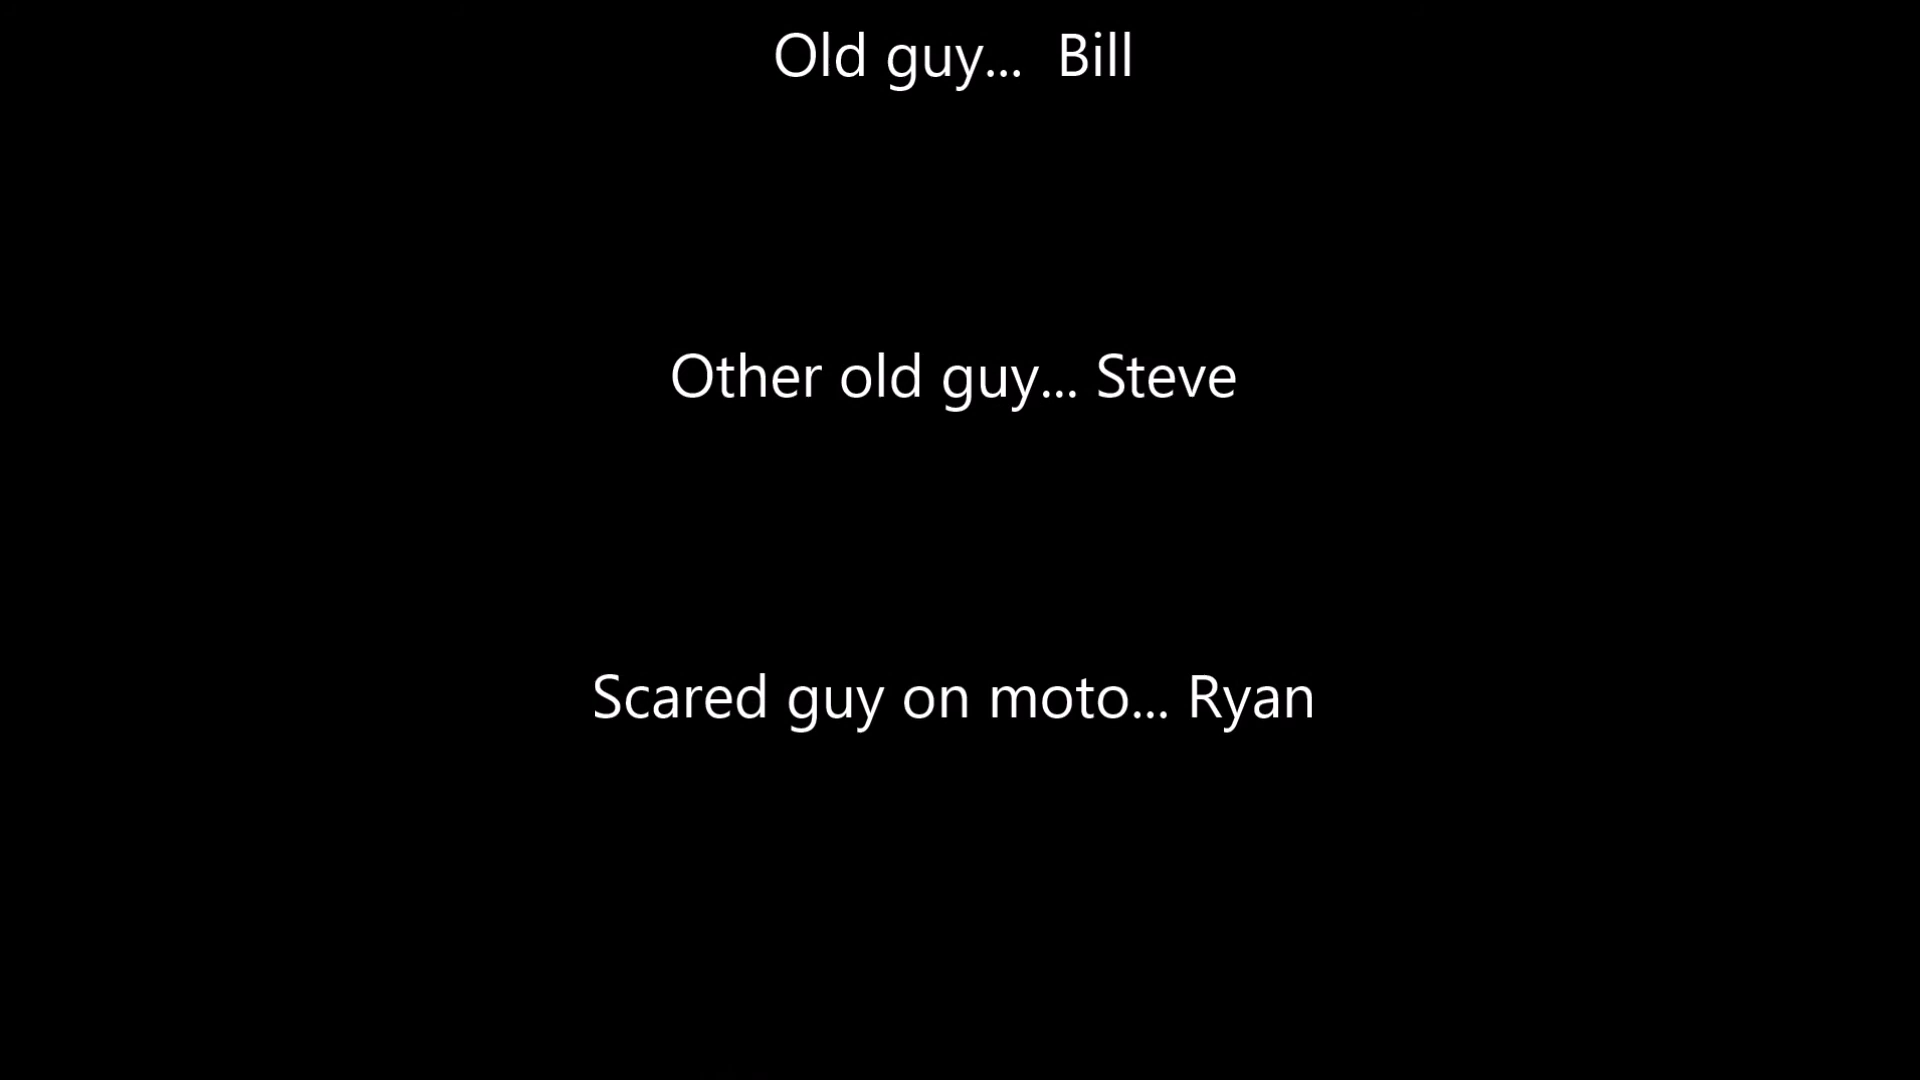 Old guy...  Bill
Other old guy... Steve
Scared guy on moto... Ryan